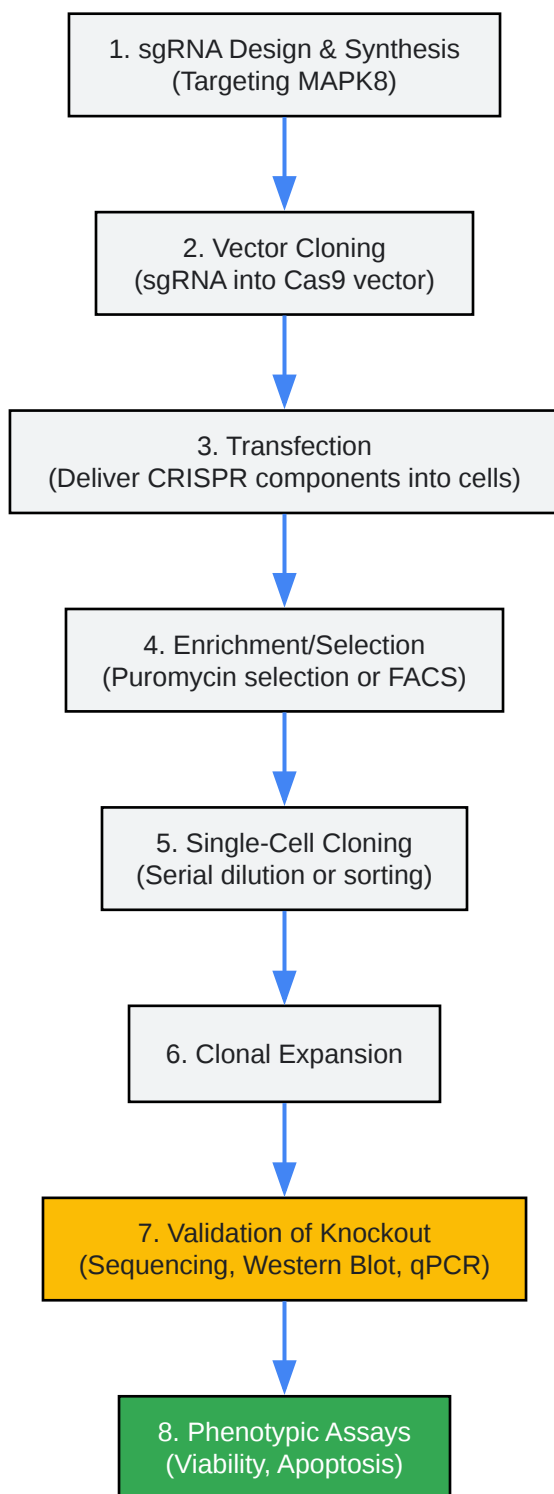 1. sgRNA Design & Synthesis
(Targeting MAPK8)
2. Vector Cloning
(sgRNA into Cas9 vector)
3. Transfection
(Deliver CRISPR components into cells)
4. Enrichment/Selection
(Puromycin selection or FACS)
5. Single-Cell Cloning
(Serial dilution or sorting)
6. Clonal Expansion
7. Validation of Knockout
(Sequencing, Western Blot, qPCR)
8. Phenotypic Assays
(Viability, Apoptosis)